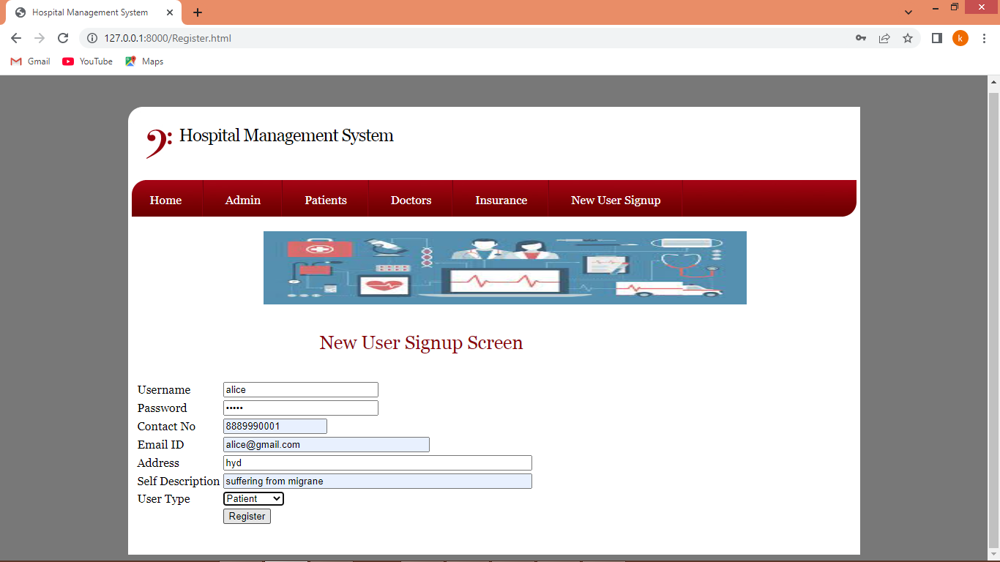 Hospital Management System
127.0.0.1:8000/Register.html
k
Gmail YouTube Maps
Hospital Management System
Home Admin Patients Doctors Insurance New User Signup
New User Signup Screen
Username alice
Password •••••
Contact No 8889990001
Email ID alice@gmail.com
Address hyd
Self Description suffering from migrane
User Type Patient
Register